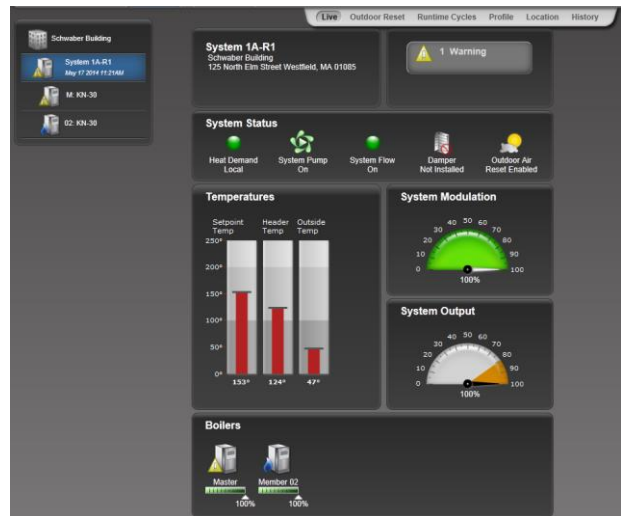 Live Outdoor Reset Runtime Cycles Profile Location History
Schwaber Building
System 1A-R1
May 17 2014 11:21AM
M: KN-30
02: KN-30
System 1A-R1
Schwaber Building
125 North Elm Street Westfield, MA 01085
1 Warning
System Status
Heat Demand
Local
System Pump
On
System Flow
On
Damper
Not Installed
Outdoor Air
Reset Enabled
Temperatures
Setpoint
Temp
Header
Temp
Outside
Temp
250°
200°
150°
100°
50°
0°
153° 124° 47°
System Modulation
0 10 20 30 40 50 60 70 80 90 100
100%
System Output
0 10 20 30 40 50 60 70 80 90 100
100%
Boilers
Master
100%
Member 02
100%